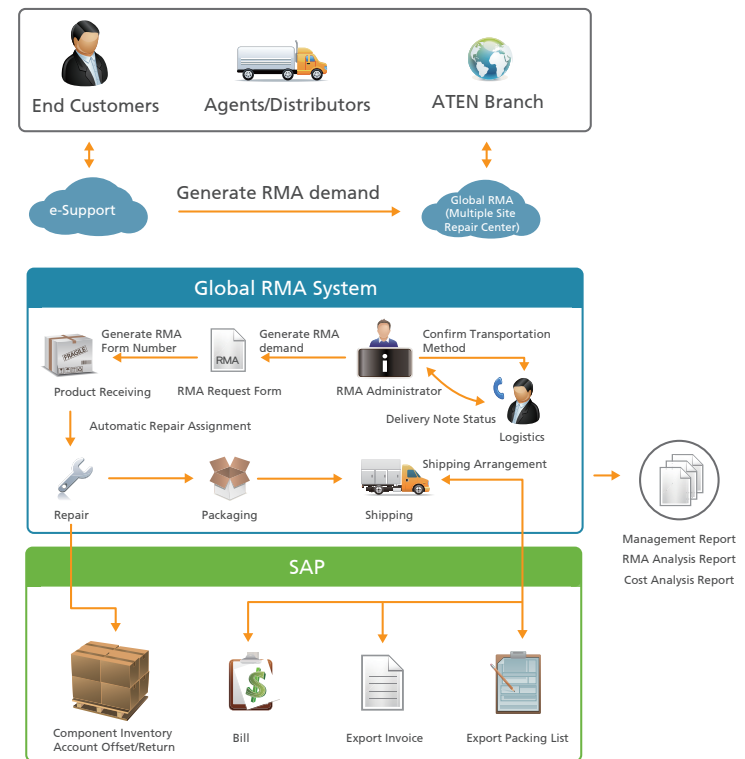 End Customers
Agents/Distributors
ATEN Branch
e-Support
Generate RMA demand
Global RMA
(Multiple Site
Repair Center)
Global RMA System
Generate RMA
Form Number
Generate RMA
demand
Confirm Transportation
Method
FRAGILE
RMA
i
Product Receiving
RMA Request Form
RMA Administrator
Delivery Note Status
Logistics
Automatic Repair Assignment
Shipping Arrangement
Repair
Packaging
Shipping
Management Report
RMA Analysis Report
Cost Analysis Report
SAP
$
Component Inventory
Account Offset/Return
Bill
Export Invoice
Export Packing List